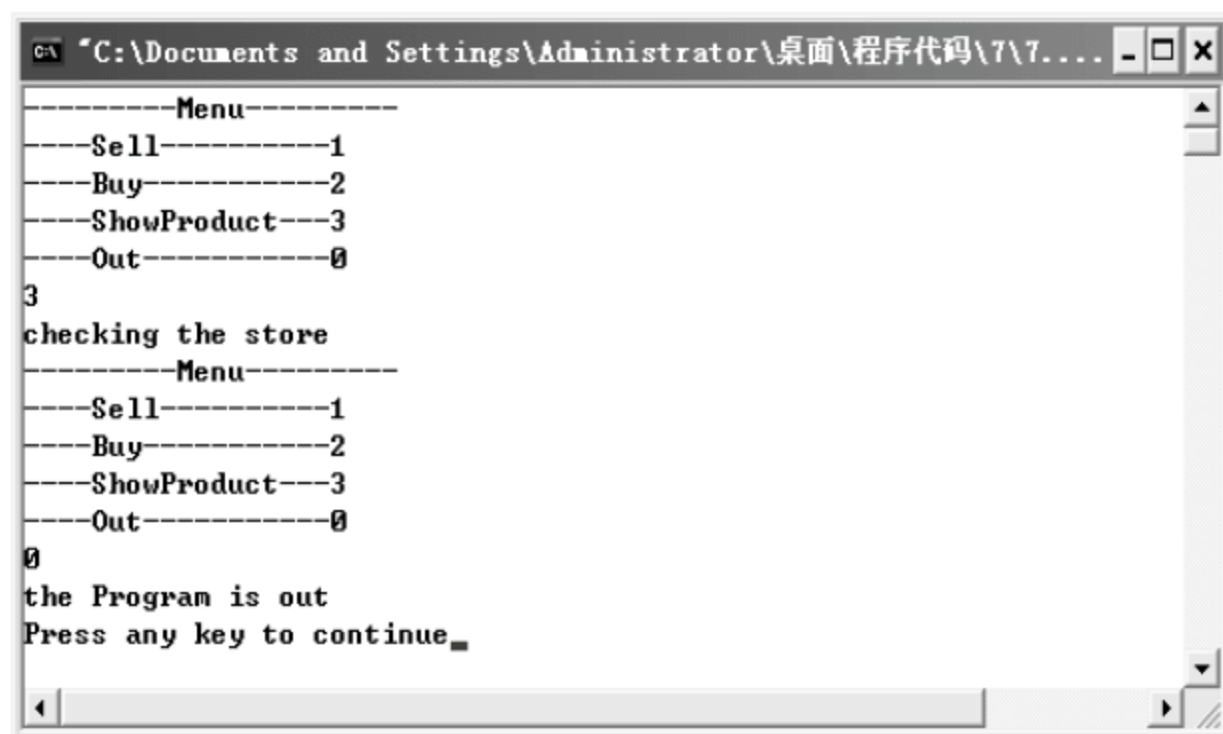 "C:\Documents and Settings\Administrator\桌面\程序代码\7\7....
---------Menu---------
----Sell----------1
----Buy-----------2
----ShowProduct---3
----Out-----------0
3
checking the store
---------Menu---------
----Sell----------1
----Buy-----------2
----ShowProduct---3
----Out-----------0
0
the Program is out
Press any key to continue